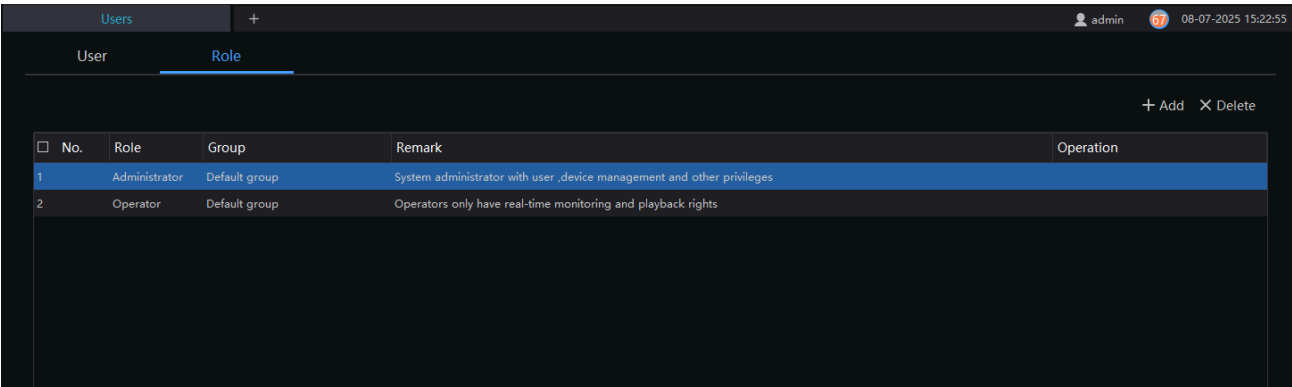 Users + admin 67 08-07-2025 15:22:55
User Role
+ Add × Delete
No. Role Group Remark Operation
1 Administrator Default group System administrator with user ,device management and other privileges
2 Operator Default group Operators only have real-time monitoring and playback rights